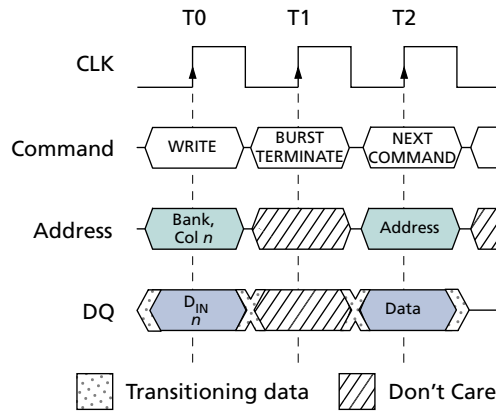 T0 T1 T2
CLK
Command WRITE BURST TERMINATE NEXT COMMAND
Address Bank, Col n Address
DQ DIN n Data
Transitioning data Don't Care